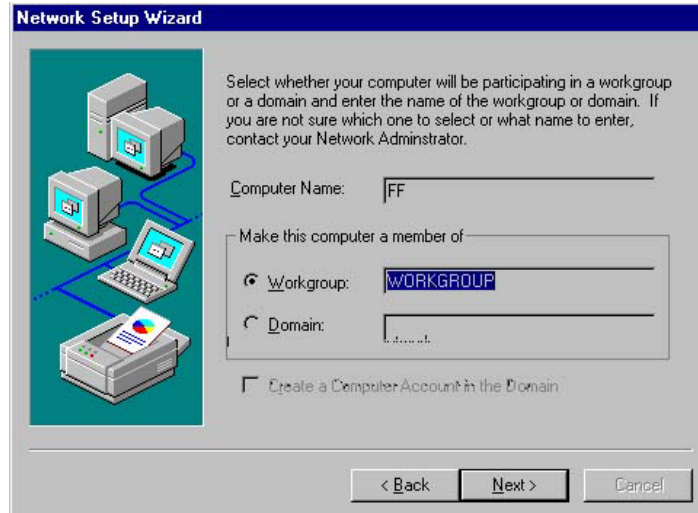 Network Setup Wizard
Select whether your computer will be participating in a workgroup
or a domain and enter the name of the workgroup or domain. If
you are not sure which one to select or what name to enter,
contact your Network Adminstrator.
Computer Name: FF
Make this computer a member of
Workgroup: WORKGROUP
Domain:
Create a Computer Account in the Domain
< Back Next > Cancel